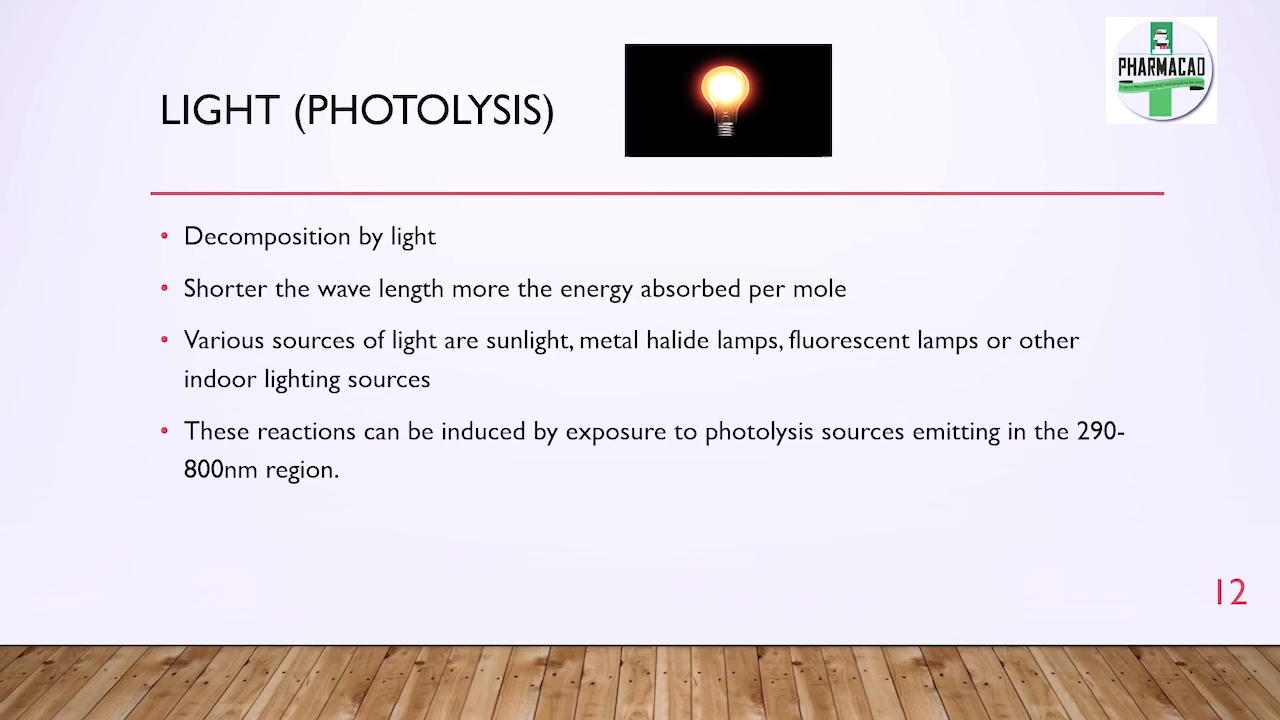 LIGHT (PHOTOLYSIS)
PHARMACAD
• Decomposition by light
• Shorter the wave length more the energy absorbed per mole
• Various sources of light are sunlight, metal halide lamps, fluorescent lamps or other
indoor lighting sources
• These reactions can be induced by exposure to photolysis sources emitting in the 290-
800nm region.
12